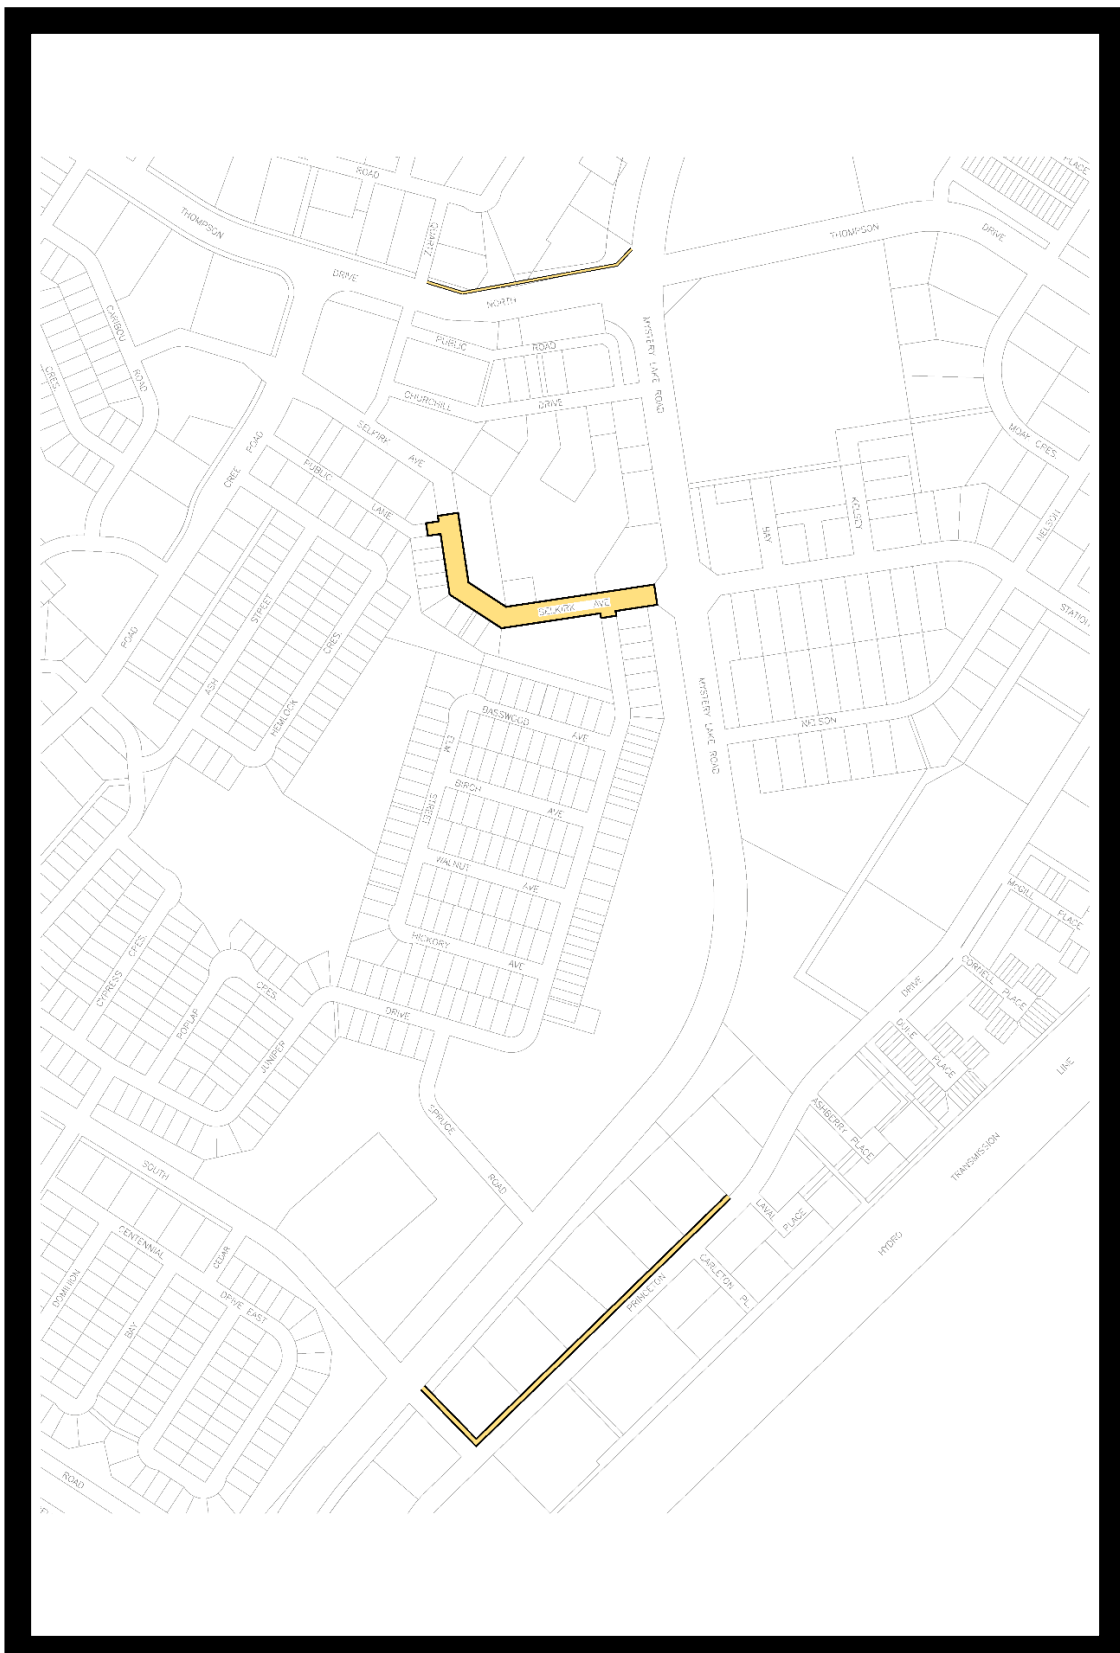 ROAD
PLACE
THOMPSON
QUARTZ
THOMPSON
DRIVE
DRIVE
NORTH
CARIBOU
ROAD
MYSTERY LAKE ROAD
PUBLIC
ROAD
CRES
CHURCHILL
DRIVE
SELKIRK
AVE
MOAK CRES.
CREE ROAD
PUBLIC
LANE
NELSON
BAY
KELSEY
STREET
ASH
SELKIRK AVE
STATION
ROAD
CRES.
HEMLOCK
MYSTERY LAKE ROAD
BASSWOOD
AVE
NELSON
ELM
STREET
BIRCH
AVE
WALNUT
AVE
McGILL
PLACE
HICKORY
AVE
CYPRESS
CRES.
CORNELL
PLACE
POPLAR
CRES.
DRIVE
DRIVE
DUKE
PLACE
JUNIPER
LINE
SPRUCE
ROAD
ASHBERRY PLACE
TRANSMISSION
SOUTH
LAVAL
PLACE
HYDRO
CENTENNIAL
CEDAR
CARLETON PL.
DOMINION
BAY
DRIVE EAST
PRINCETON
ROAD